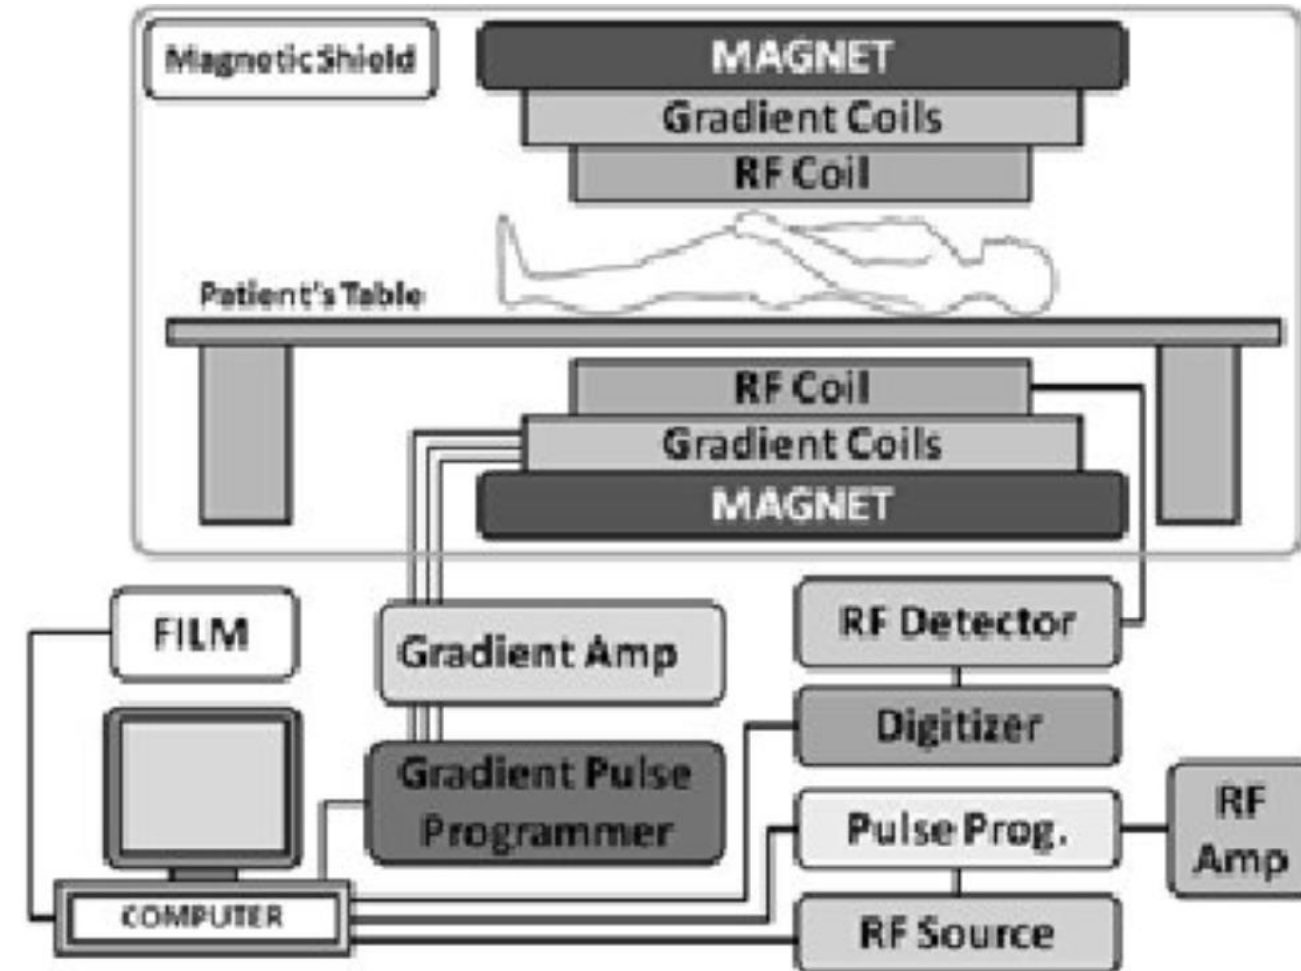 Magnetic Shield
MAGNET
Gradient Coils
RF Coil
Patient's Table
RF Coil
Gradient Coils
MAGNET
FILM
Gradient Amp
RF Detector
Digitizer
Gradient Pulse
Programmer
Pulse Prog.
RF
Amp
COMPUTER
RF Source